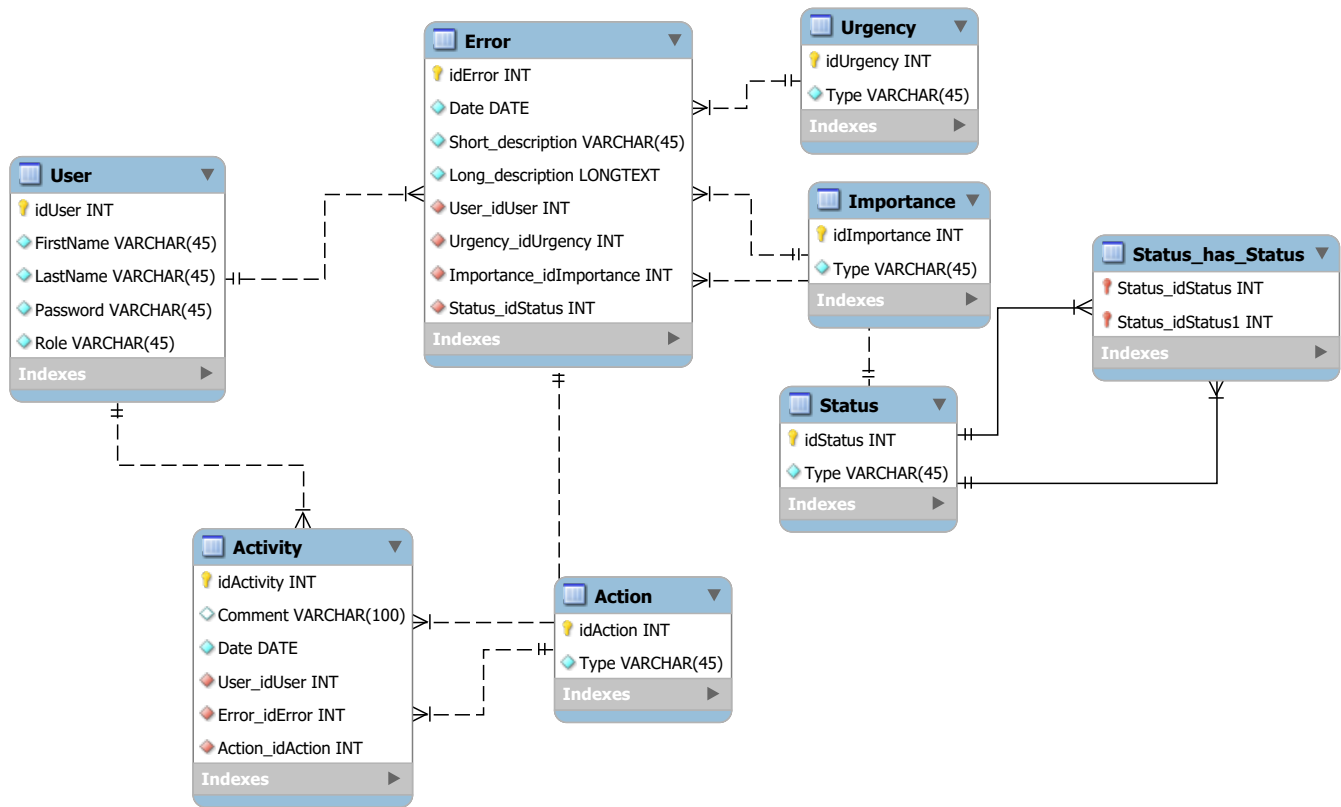 User
idUser INT
FirstName VARCHAR(45)
LastName VARCHAR(45)
Password VARCHAR(45)
Role VARCHAR(45)
Indexes
Error
idError INT
Date DATE
Short_description VARCHAR(45)
Long_description LONGTEXT
User_idUser INT
Urgency_idUrgency INT
Importance_idImportance INT
Status_idStatus INT
Indexes
Urgency
idUrgency INT
Type VARCHAR(45)
Indexes
Importance
idImportance INT
Type VARCHAR(45)
Indexes
Status_has_Status
Status_idStatus INT
Status_idStatus1 INT
Indexes
Status
idStatus INT
Type VARCHAR(45)
Indexes
Activity
idActivity INT
Comment VARCHAR(100)
Date DATE
User_idUser INT
Error_idError INT
Action_idAction INT
Indexes
Action
idAction INT
Type VARCHAR(45)
Indexes